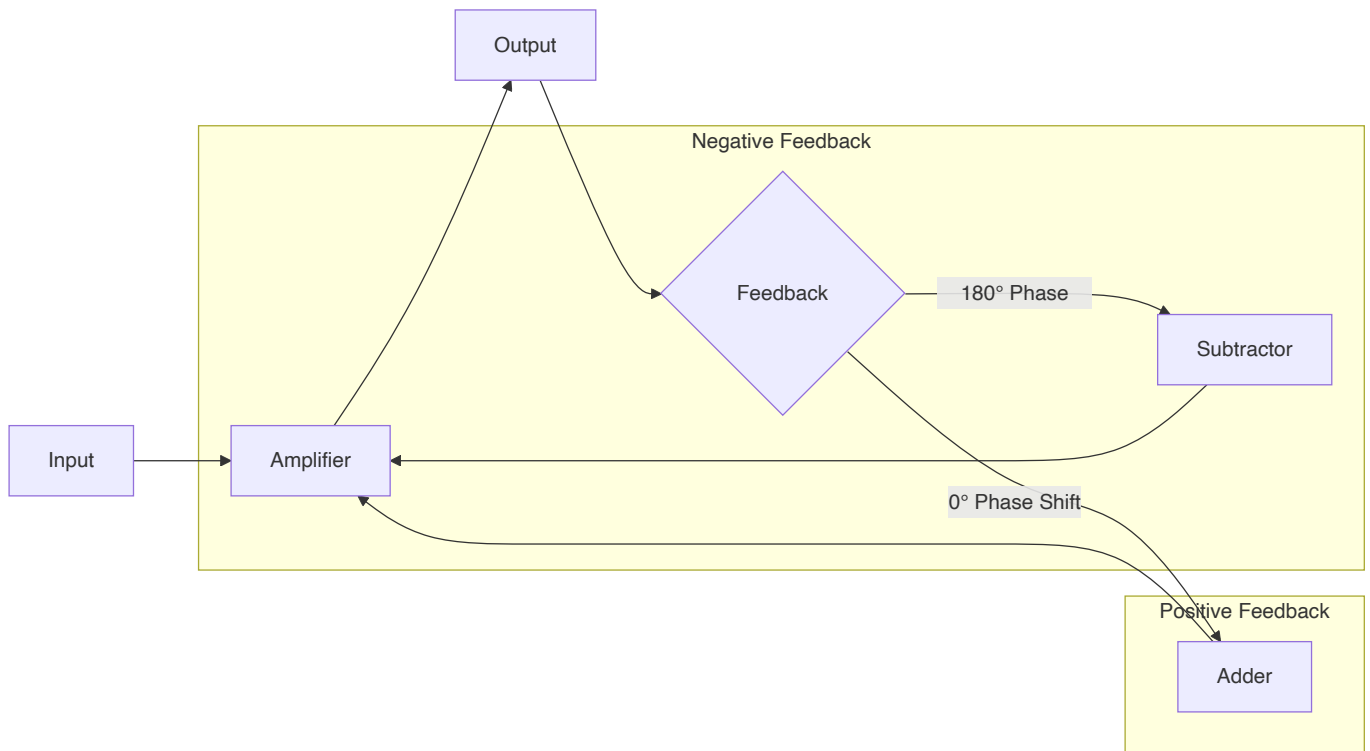 Output
Negative Feedback
Feedback
180° Phase
Subtractor
Input
Amplifier
0° Phase Shift
Positive Feedback
Adder